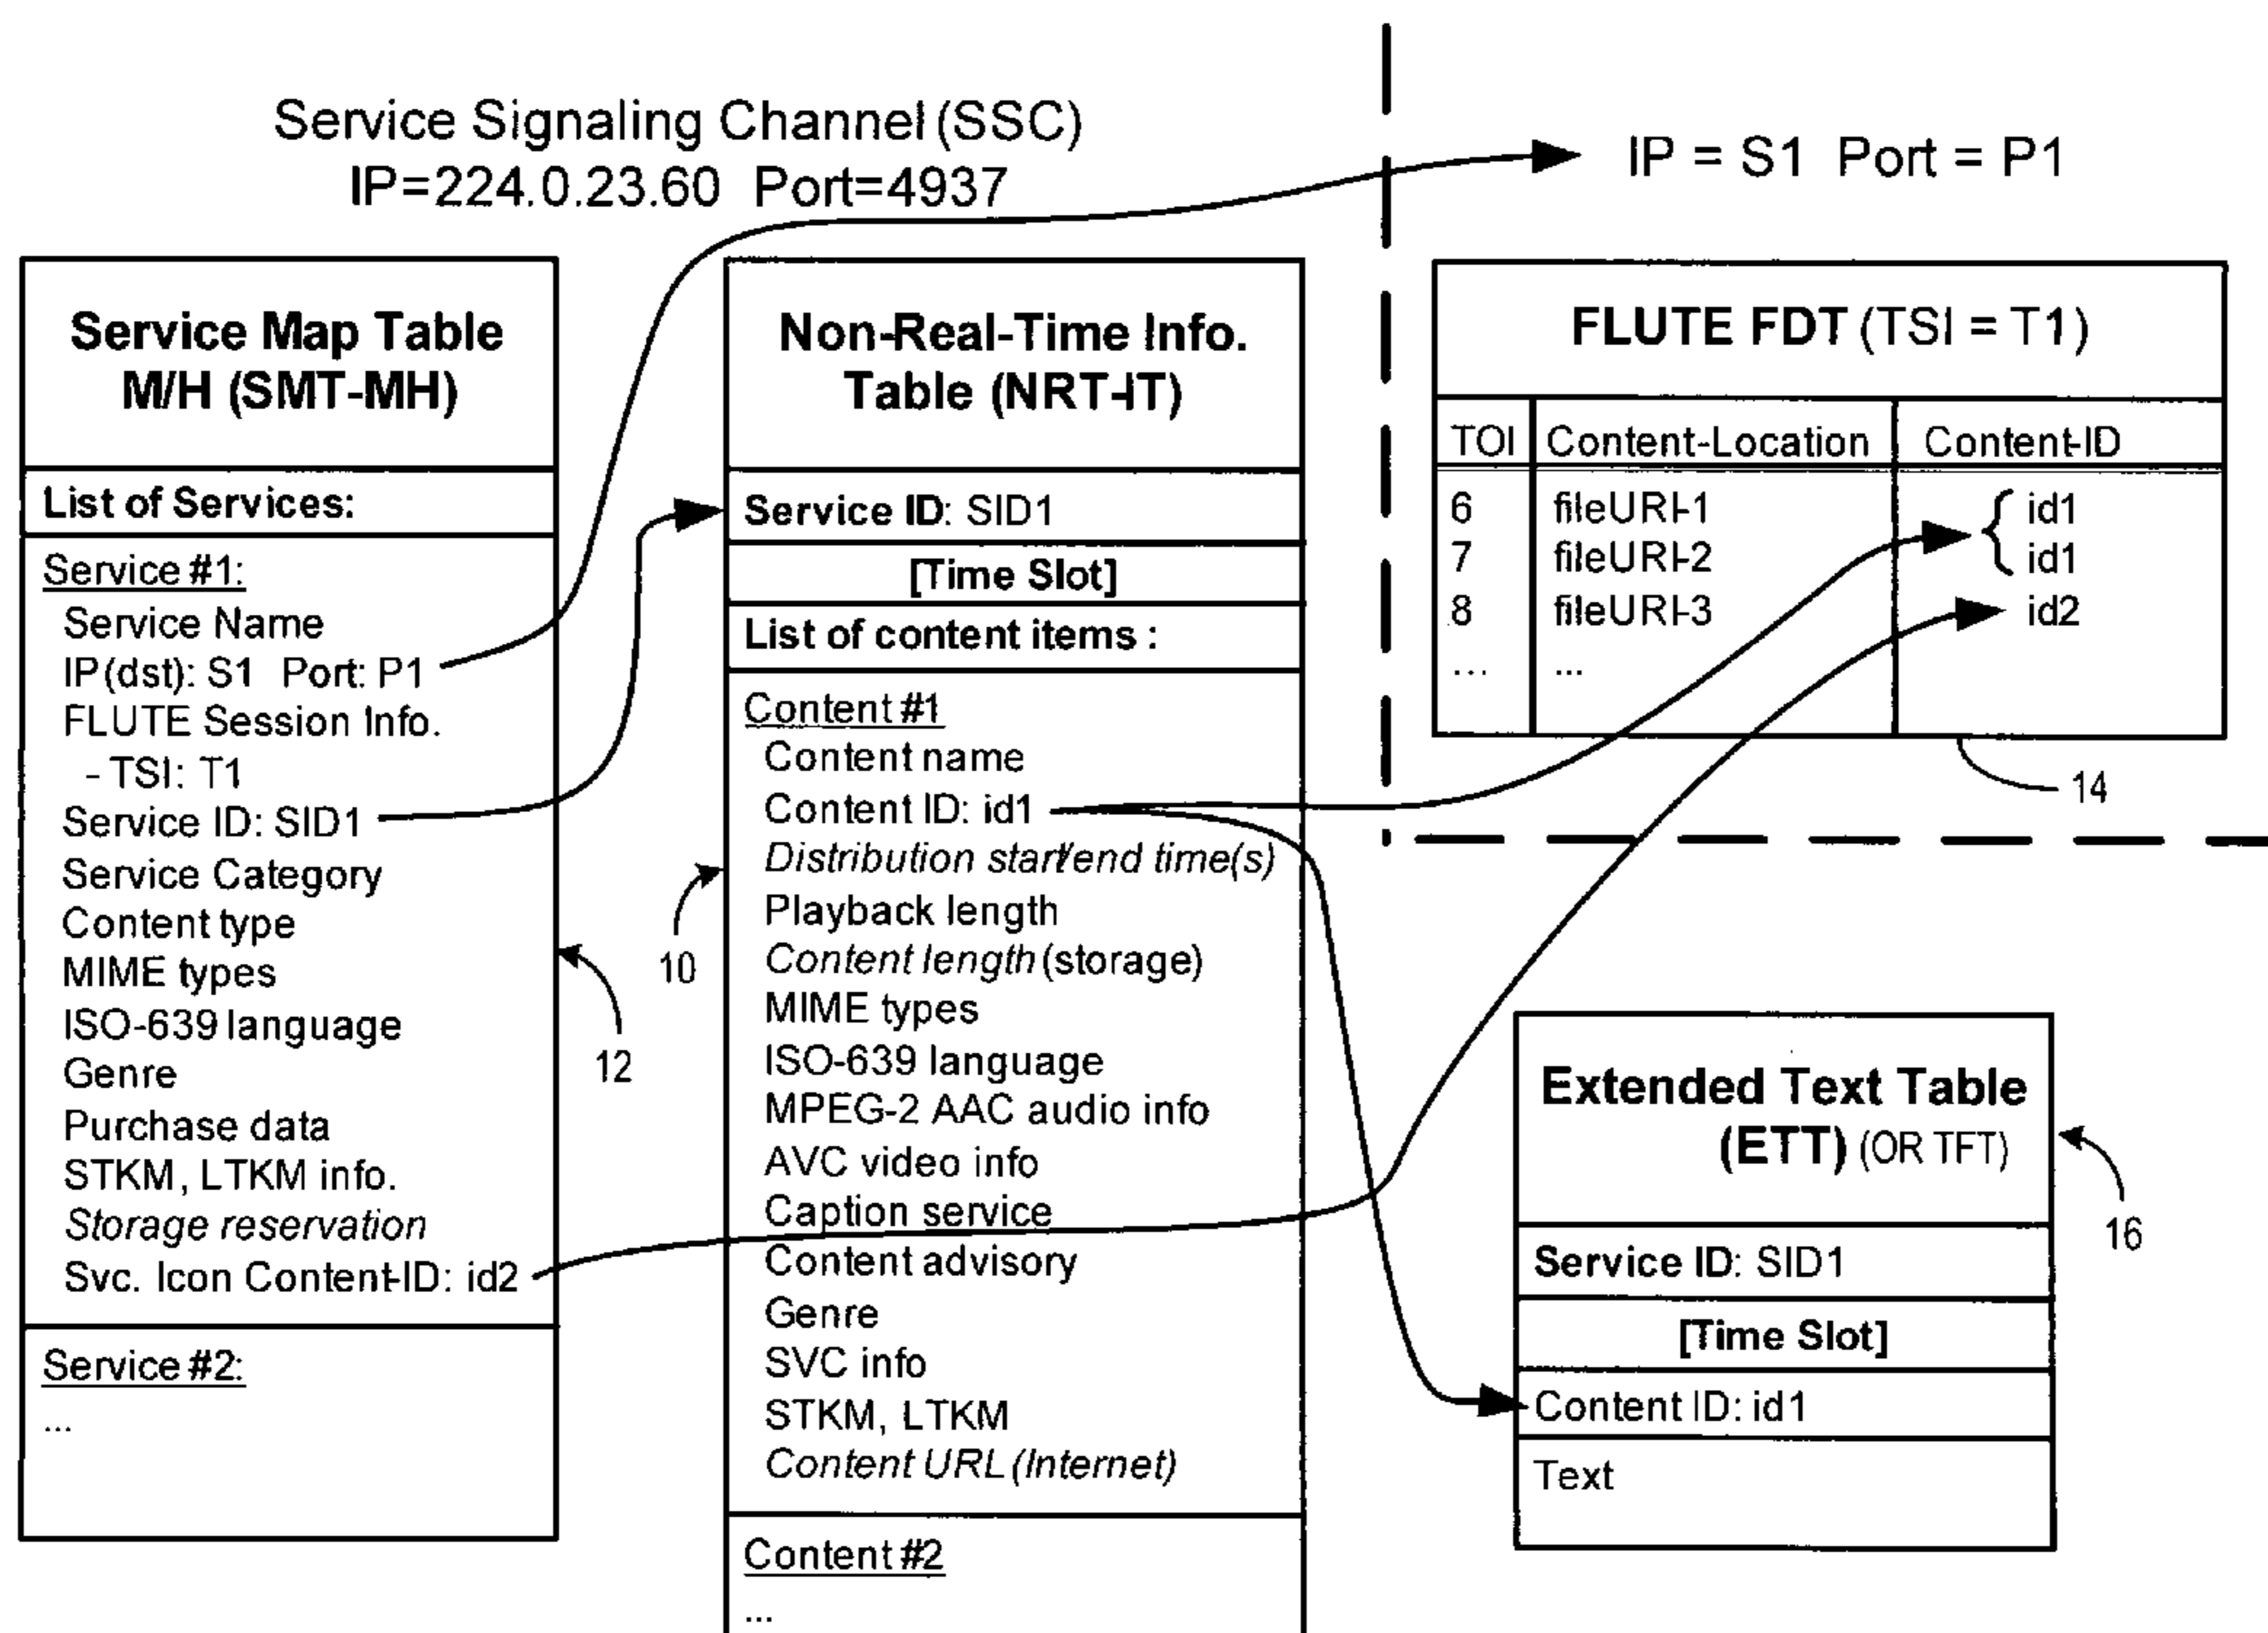 Service Signaling Channel (SSC)
IP=224.0.23.60 Port=4937
IP = S1 Port = P1
Service Map Table
M/H (SMT-MH)
List of Services:
Service #1:
Service Name
IP(dst): S1 Port: P1
FLUTE Session Info.
- TSI: T1
Service ID: SID1
Service Category
Content type
MIME types
ISO-639 language
Genre
Purchase data
STKM, LTKM info.
Storage reservation
Svc. Icon Content-ID: id2
Service #2:
...
12
Non-Real-Time Info.
Table (NRT-IT)
Service ID: SID1
[Time Slot]
List of content items :
Content #1
Content name
Content ID: id1
Distribution start/end time(s)
Playback length
Content length (storage)
MIME types
ISO-639 language
MPEG-2 AAC audio info
AVC video info
Caption service
Content advisory
Genre
SVC info
STKM, LTKM
Content URL (Internet)
Content #2
...
10
FLUTE FDT (TSI = T1)
TOI Content-Location Content-ID
6 fileURI-1 id1
7 fileURI-2 id1
8 fileURI-3 id2
... ...
14
Extended Text Table
(ETT) (OR TFT)
Service ID: SID1
[Time Slot]
Content ID: id1
Text
16